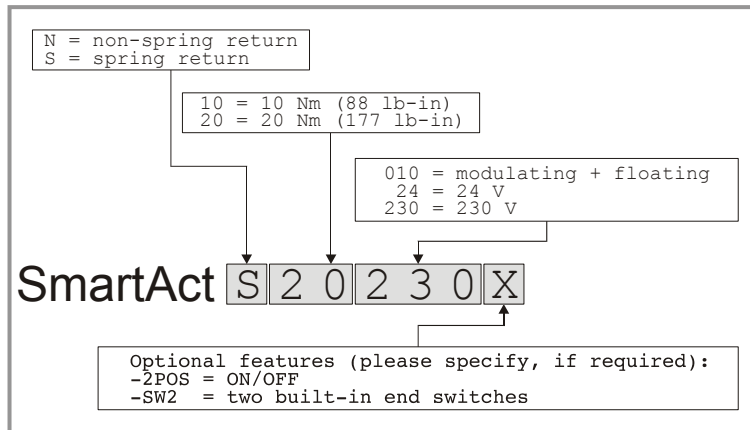 N = non-spring return
S = spring return
10 = 10 Nm (88 lb-in)
20 = 20 Nm (177 lb-in)
010 = modulating + floating
24 = 24 V
230 = 230 V
SmartAct S 2 0 2 3 0 X
Optional features (please specify, if required):
-2POS = ON/OFF
-SW2 = two built-in end switches